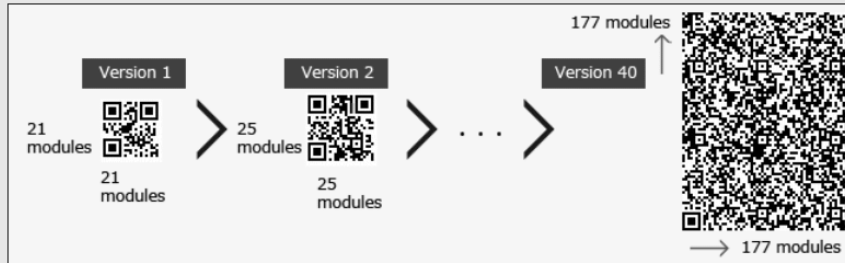 177 modules
Version 1
Version 2
Version 40
21
modules
25
modules
. . .
21
modules
25
modules
177 modules